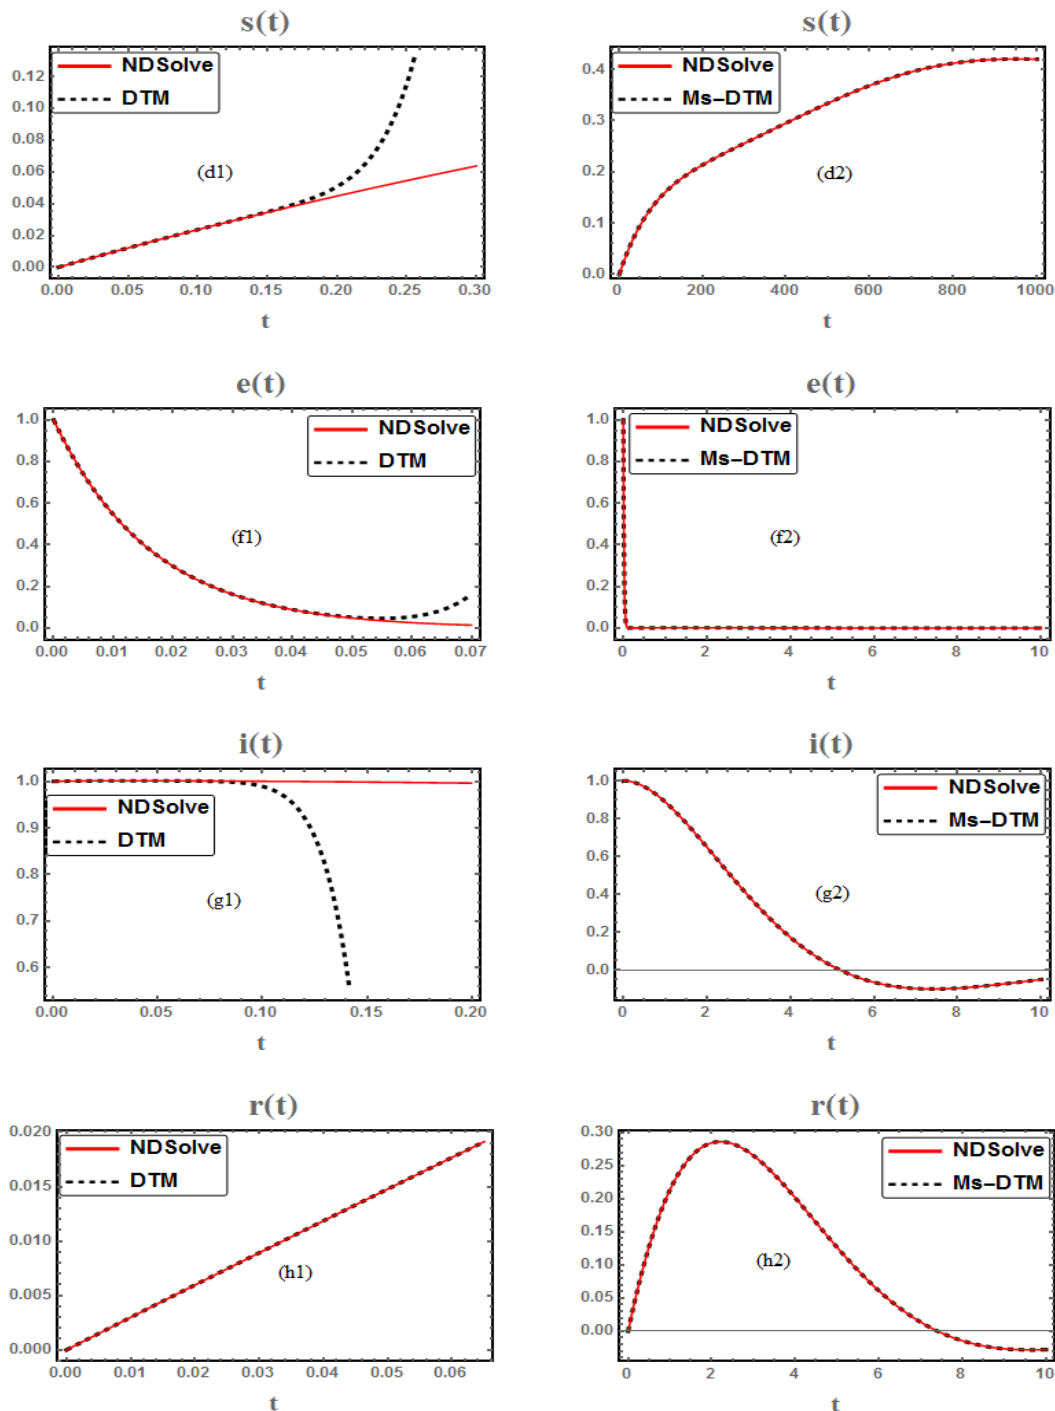 s(t)
NDSolve
DTM
0.12
0.10
0.08
0.06
0.04
0.02
0.00
(d1)
0.00 0.05 0.10 0.15 0.20 0.25 0.30
t
s(t)
NDSolve
Ms-DTM
0.4
0.3
0.2
0.1
0.0
(d2)
0 200 400 600 800 1000
t
e(t)
NDSolve
DTM
1.0
0.8
0.6
0.4
0.2
0.0
(f1)
0.00 0.01 0.02 0.03 0.04 0.05 0.06 0.07
t
e(t)
NDSolve
Ms-DTM
1.0
0.8
0.6
0.4
0.2
0.0
(f2)
0 2 4 6 8 10
t
i(t)
NDSolve
DTM
1.0
0.9
0.8
0.7
0.6
(g1)
0.00 0.05 0.10 0.15 0.20
t
i(t)
NDSolve
Ms-DTM
1.0
0.8
0.6
0.4
0.2
0.0
(g2)
0 2 4 6 8 10
t
r(t)
NDSolve
DTM
0.020
0.015
0.010
0.005
0.000
(h1)
0.00 0.01 0.02 0.03 0.04 0.05 0.06
t
r(t)
NDSolve
Ms-DTM
0.30
0.25
0.20
0.15
0.10
0.05
0.00
(h2)
0 2 4 6 8 10
t